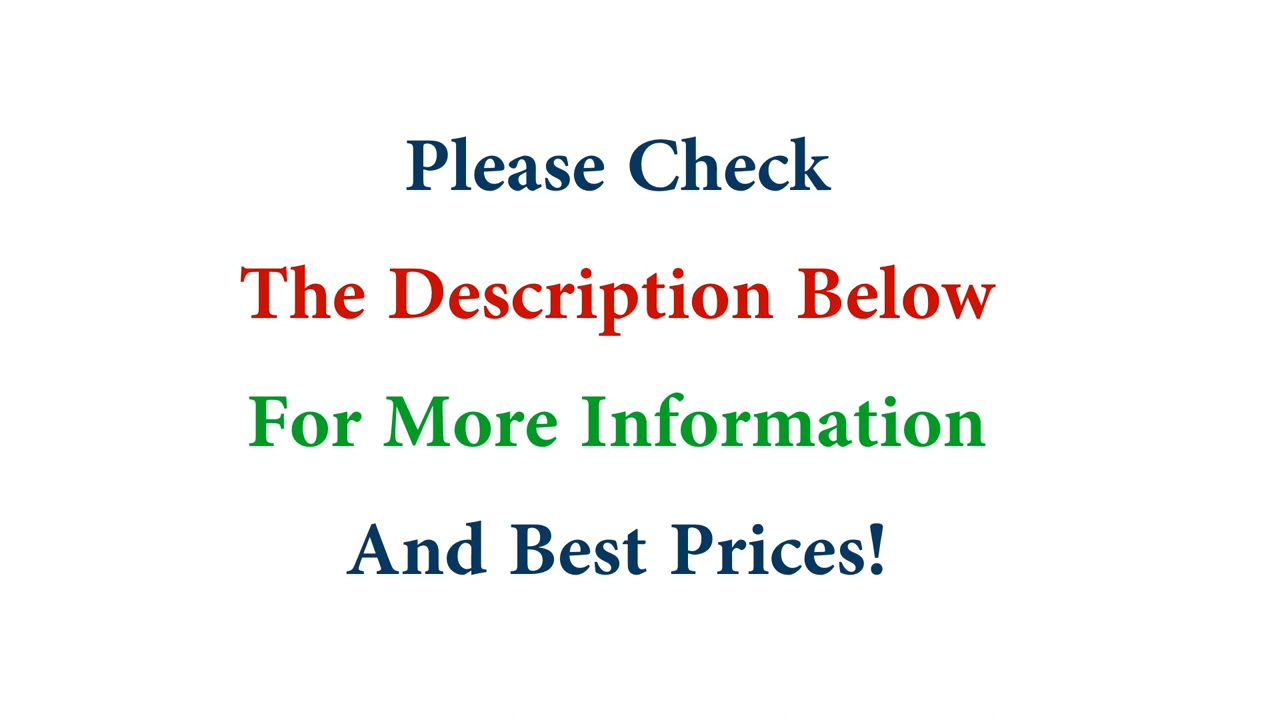 Please Check
The Description Below
For More Information
And Best Prices!